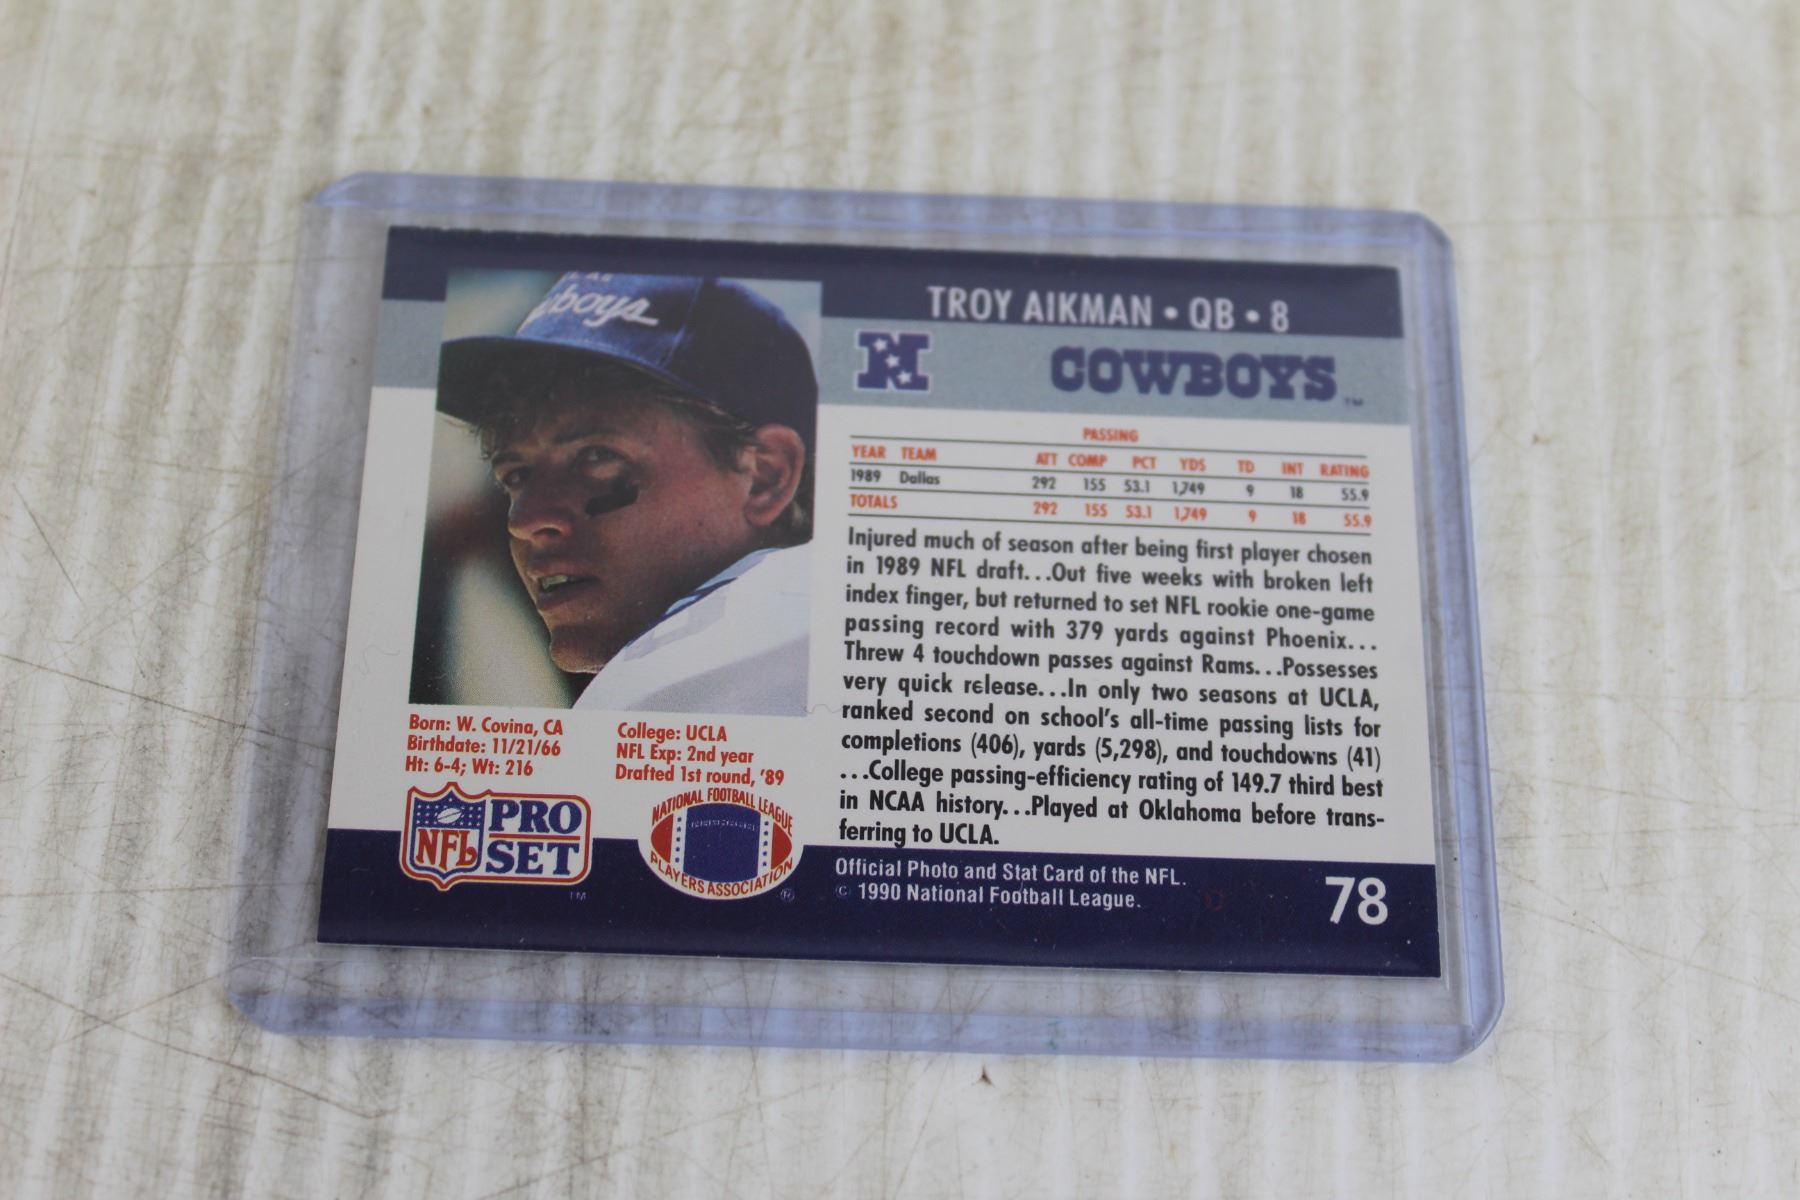 boys
TROY AIKMAN • QB • 8
N
COWBOYS™
PASSING
YEAR TEAM ATT COMP PCT YDS TD INT RATING
1989 Dallas 292 155 53.1 1,749 9 18 55.9
TOTALS 292 155 53.1 1,749 9 18 55.9
Injured much of season after being first player chosen
in 1989 NFL draft...Out five weeks with broken left
index finger, but returned to set NFL rookie one-game
passing record with 379 yards against Phoenix...
Threw 4 touchdown passes against Rams...Possesses
very quick release...In only two seasons at UCLA,
ranked second on school's all-time passing lists for
completions (406), yards (5,298), and touchdowns (41)
...College passing-efficiency rating of 149.7 third best
in NCAA history...Played at Oklahoma before trans-
ferring to UCLA.
Born: W. Covina, CA
Birthdate: 11/21/66
Ht: 6-4; Wt: 216
College: UCLA
NFL Exp: 2nd year
Drafted 1st round, '89
NFL
PRO
SET
TM
NATIONAL FOOTBALL LEAGUE
PLAYERS ASSOCIATION
®
Official Photo and Stat Card of the NFL.
© 1990 National Football League.
78